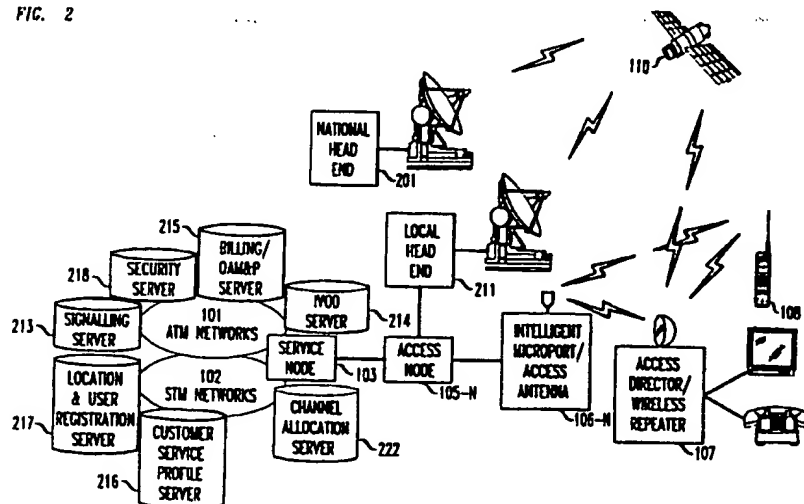 FIG. 2
110
NATIONAL
HEAD
END
201
215
BILLING/
OAM&P
SERVER
LOCAL
HEAD
END
211
218
SECURITY
SERVER
213
SIGNALLING
SERVER
101
ATM NETWORKS
IVOD
SERVER
214
108
102
STM NETWORKS
SERVICE
NODE
103
ACCESS
NODE
105-N
INTELLIGENT
MICROPORT/
ACCESS
ANTENNA
106-N
ACCESS
DIRECTOR/
WIRELESS
REPEATER
107
LOCATION
& USER
REGISTRATION
SERVER
217
CHANNEL
ALLOCATION
SERVER
222
CUSTOMER
SERVICE
PROFILE
SERVER
216